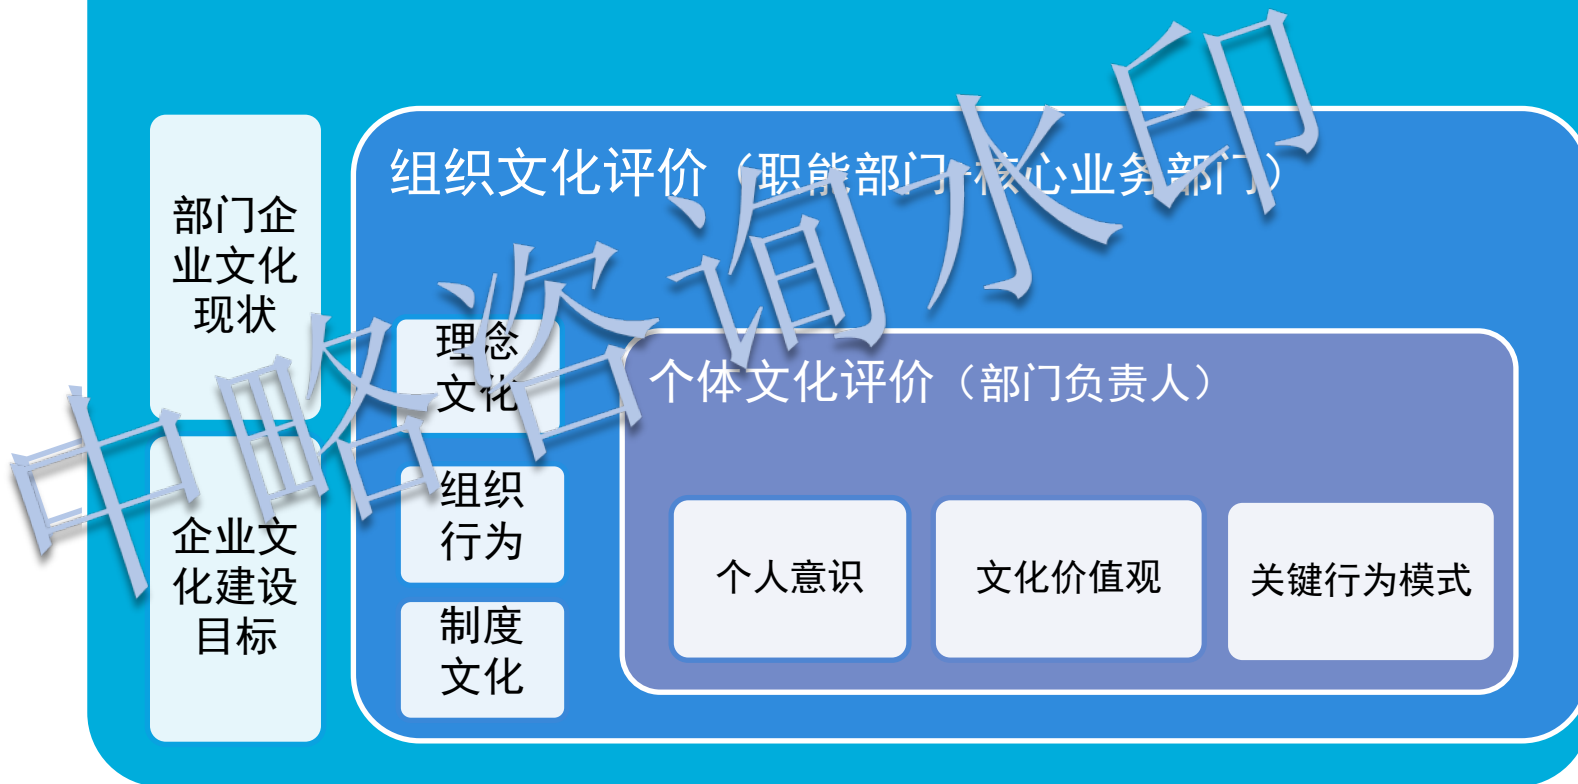 组织文化评价（职能部门+核心业务部门）
部门企
业文化
现状
企业文
化建设
目标
理念
文化
组织
行为
制度
文化
个体文化评价（部门负责人）
个人意识
文化价值观
关键行为模式
中略咨询水印